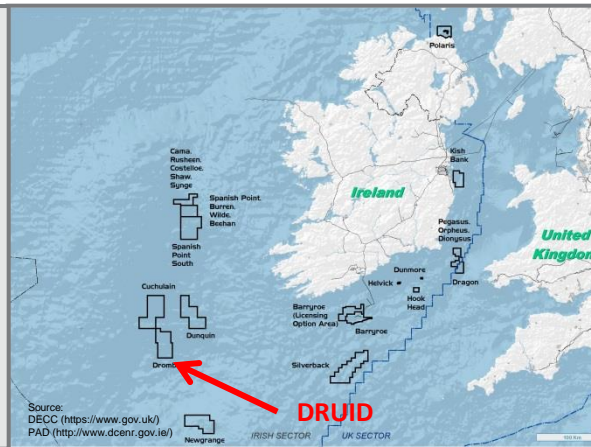 Polaris
Cama,
Rusheen,
Costelloe,
Shaw,
Synge
Kish
Bank
Spanish Point,
Burren,
Wilde,
Beehan
Ireland
Spanish
Point
South
Pegasus,
Orpheus,
Dionysus
United
Kingdom
Cuchulain
Dunmore
Helvick
Dragon
Hook
Head
Barryroe
(Licensing
Option Area)
Barryroe
Dunquin
Silverback
Source:
DECC (https://www.gov.uk/)
PAD (http://www.dcenr.gov.ie/)
DRUID
Newgrange
IRISH SECTOR
UK SECTOR